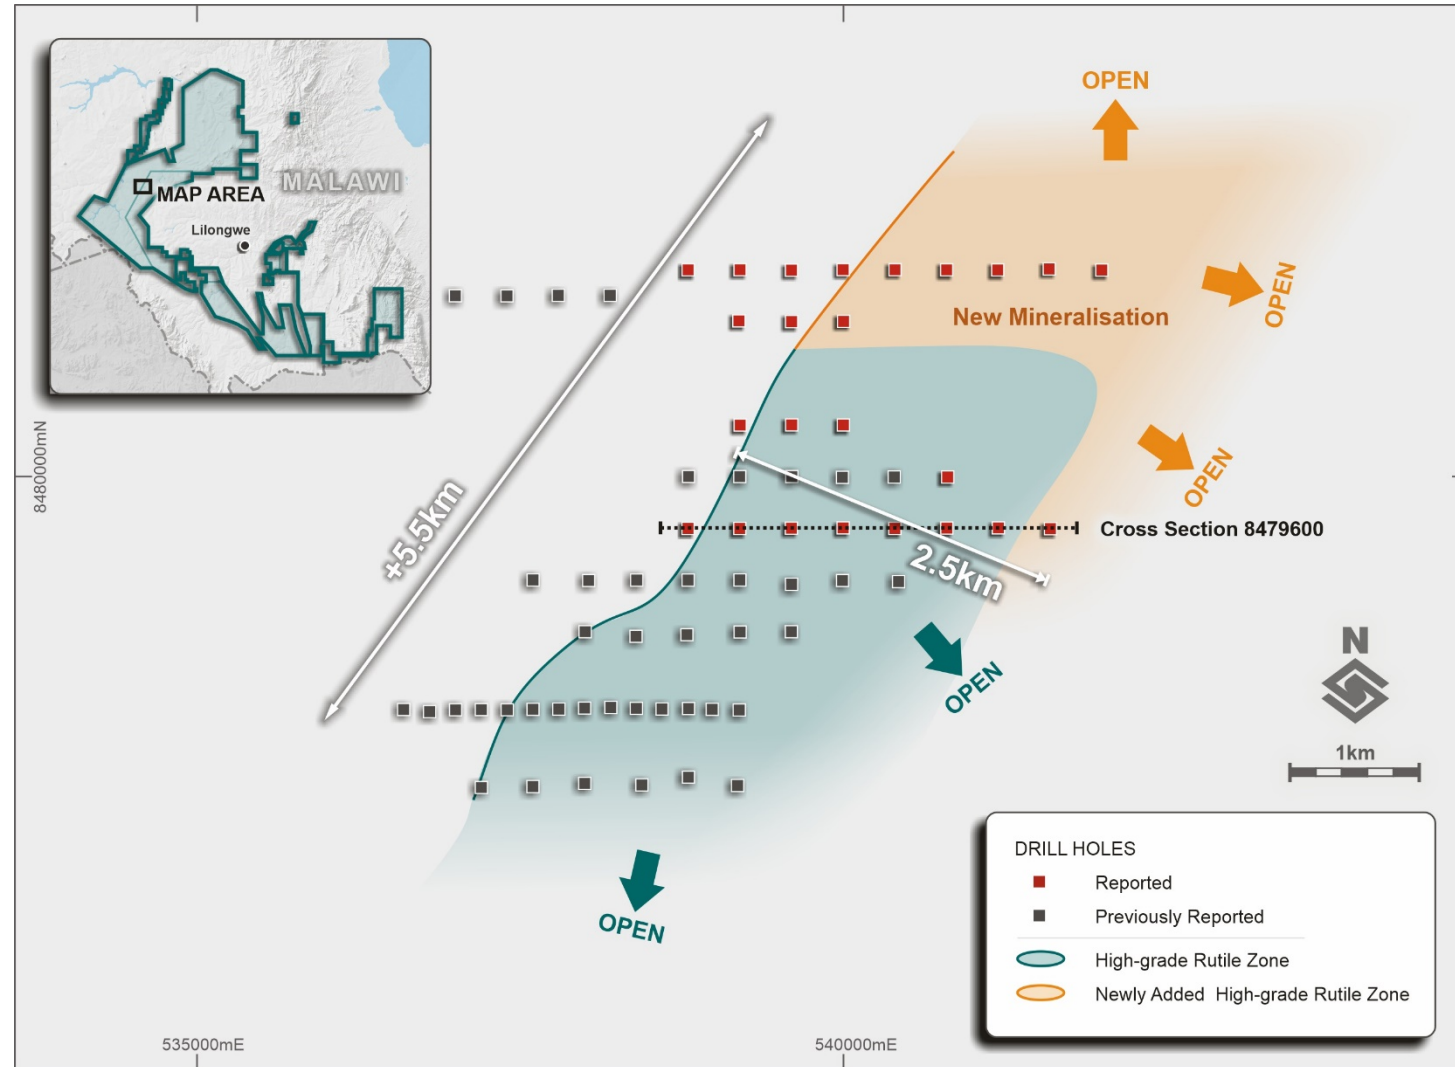 MALAWI
MAP AREA
Lilongwe
OPEN
OPEN
New Mineralisation
OPEN
8480000mN
+5.5km
2.5km
Cross Section 8479600
OPEN
N
1km
OPEN
DRILL HOLES
Reported
Previously Reported
High-grade Rutile Zone
Newly Added High-grade Rutile Zone
535000mE
540000mE